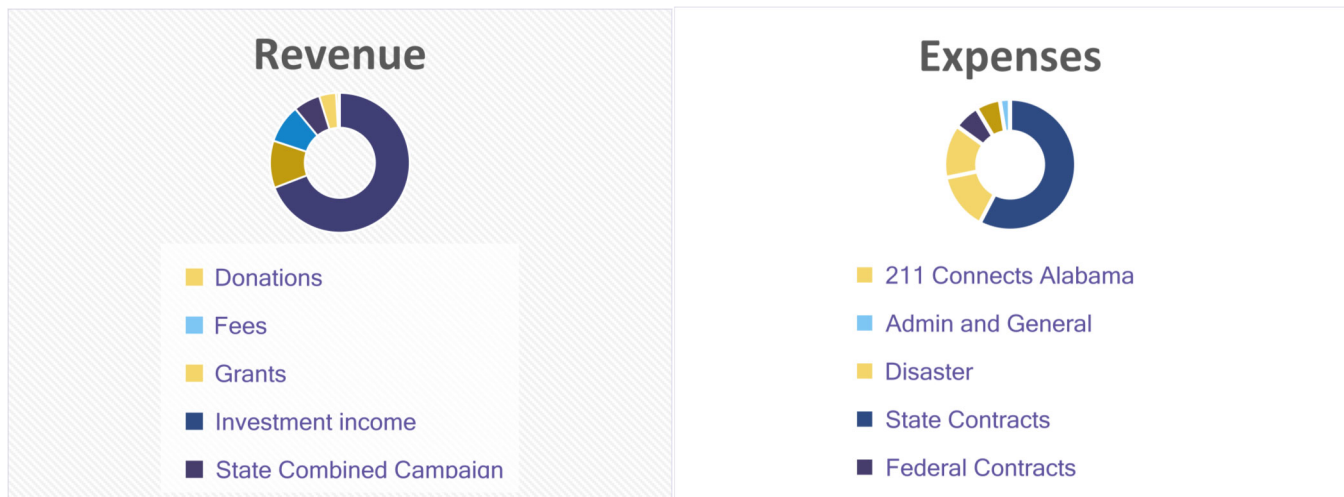 Revenue
Donations
Fees
Grants
Investment income
State Combined Campaign
Expenses
211 Connects Alabama
Admin and General
Disaster
State Contracts
Federal Contracts